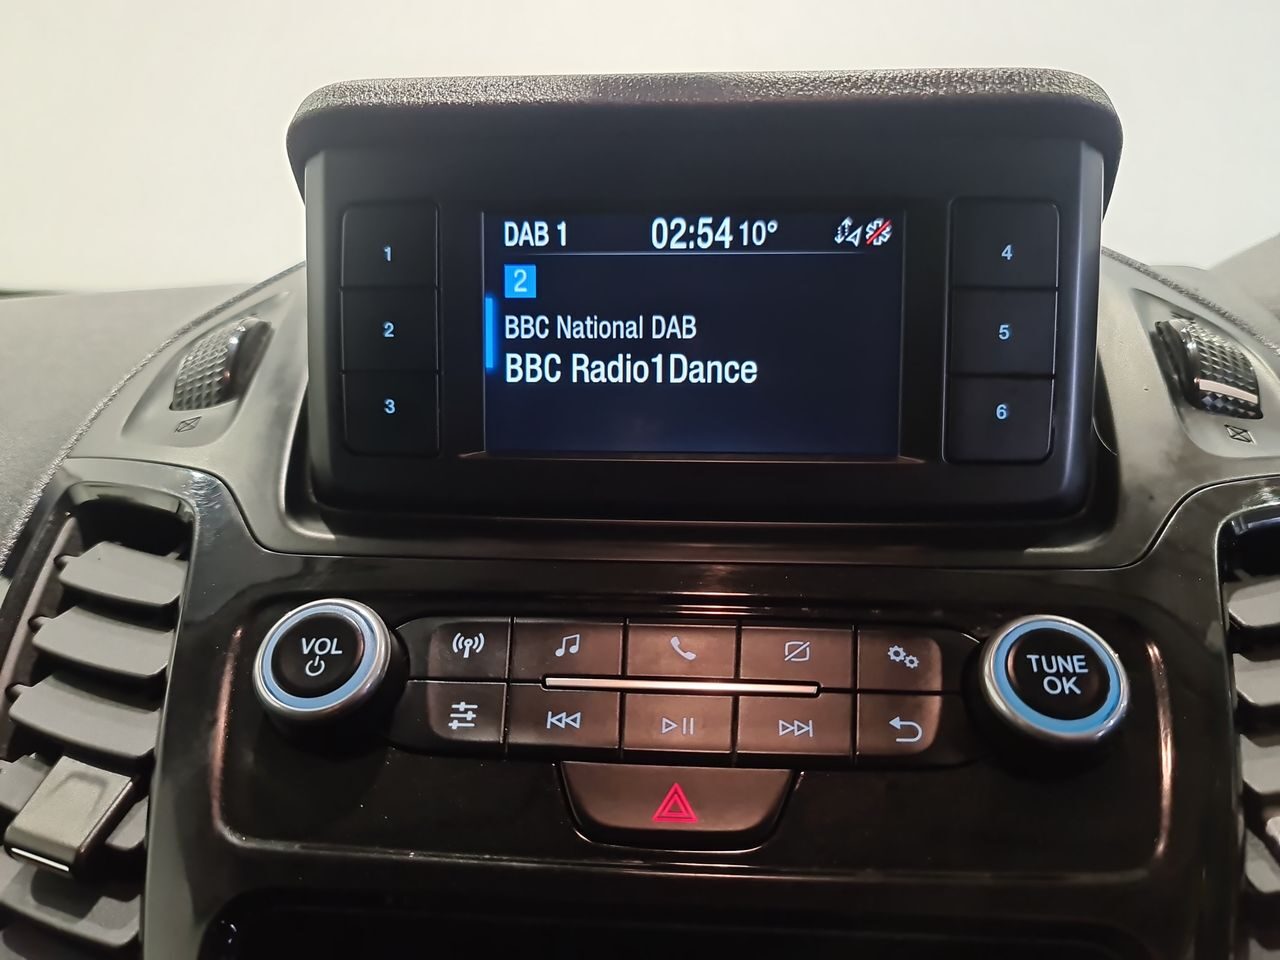 DAB 1 02:54 10°
2
BBC National DAB
BBC Radio1Dance
1
2
3
4
5
6
VOL
TUNE
OK